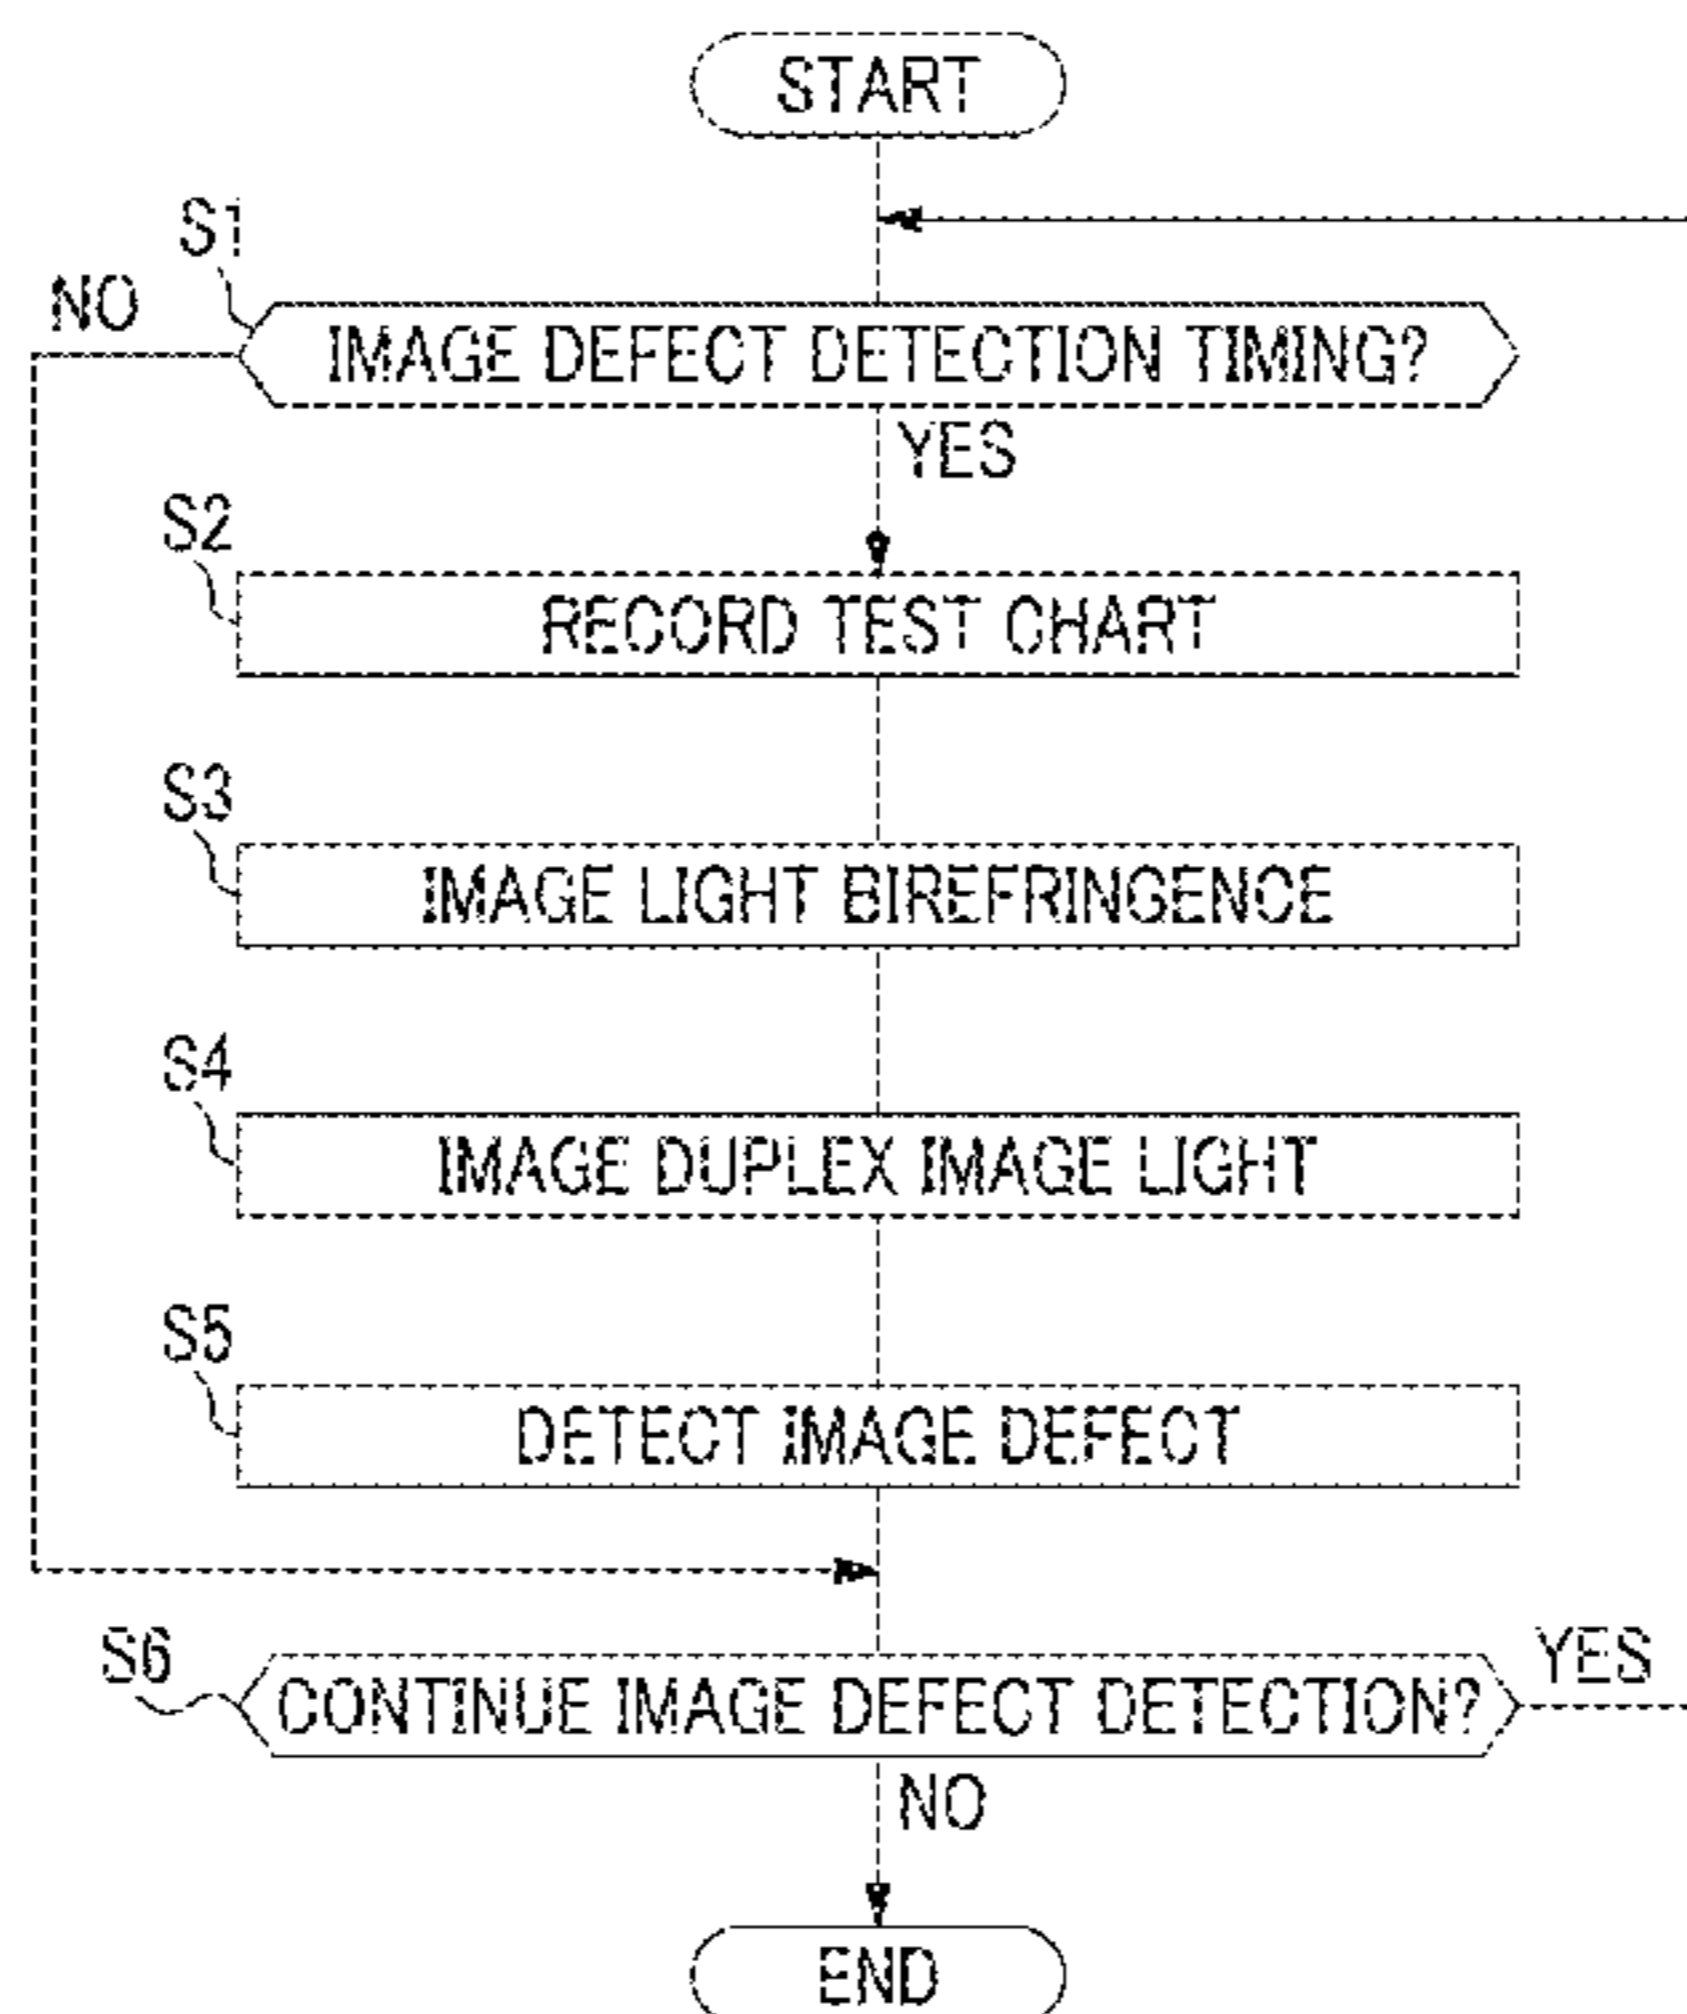 START
S1
NO
IMAGE DEFECT DETECTION TIMING?
YES
S2
RECORD TEST CHART
S3
IMAGE LIGHT BIREFRINGENCE
S4
IMAGE DUPLEX IMAGE LIGHT
S5
DETECT IMAGE DEFECT
S6
CONTINUE IMAGE DEFECT DETECTION?
YES
NO
END